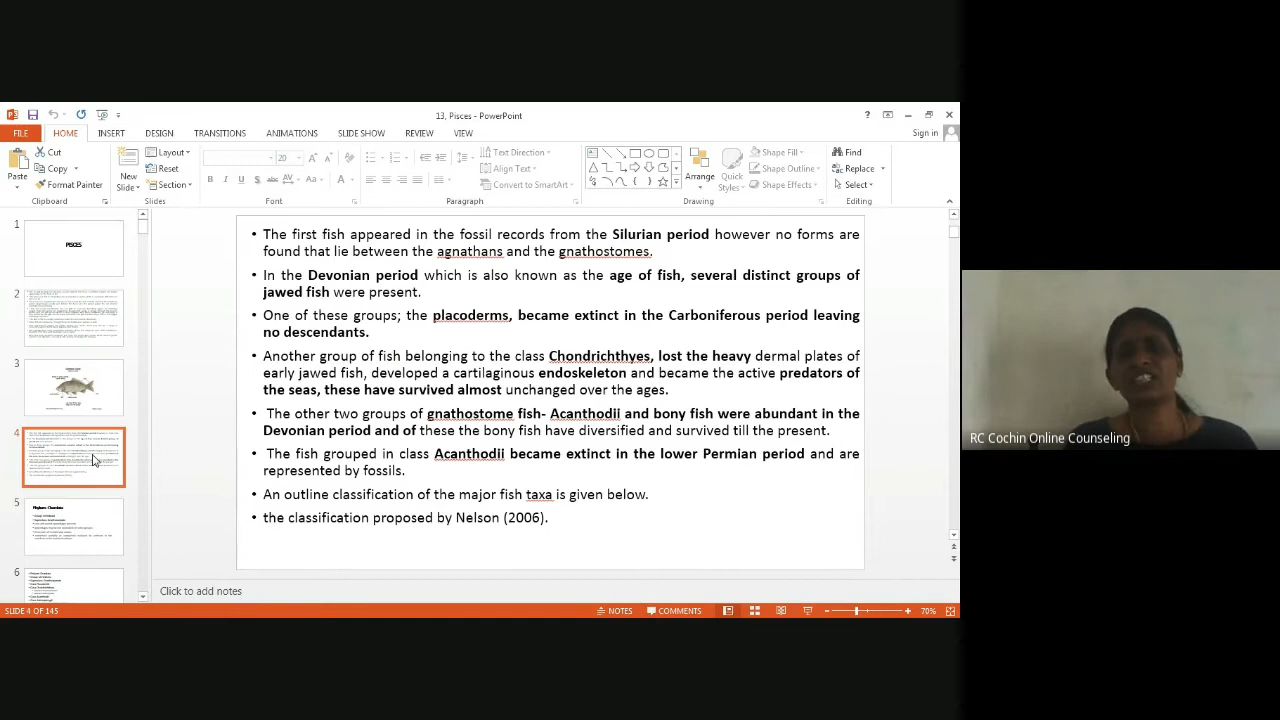 13, Pisces - PowerPoint
Sign in
FILE HOME INSERT DESIGN TRANSITIONS ANIMATIONS SLIDE SHOW REVIEW VIEW
Paste
Cut
Copy
Format Painter
Clipboard
New Slide
Layout
Reset
Section
Slides
20
Font
Text Direction
Align Text
Convert to SmartArt
Paragraph
Arrange
Quick Styles
Shape Fill
Shape Outline
Shape Effects
Drawing
Find
Replace
Select
Editing
1
PISCES
2
3
4
5
Phylum: Chordata
6
• The first fish appeared in the fossil records from the Silurian period however no forms are
found that lie between the agnathans and the gnathostomes.
• In the Devonian period which is also known as the age of fish, several distinct groups of
jawed fish were present.
• One of these groups; the placoderms, became extinct in the Carboniferous period leaving
no descendants.
• Another group of fish belonging to the class Chondrichthyes, lost the heavy dermal plates of
early jawed fish, developed a cartilaginous endoskeleton and became the active predators of
the seas, these have survived almost unchanged over the ages.
• The other two groups of gnathostome fish- Acanthodii and bony fish were abundant in the
Devonian period and of these the bony fish have diversified and survived to the present.
• The fish grouped in class Acanthodii became extinct in the lower Permian period and are
represented by fossils.
• An outline classification of the major fish taxa is given below.
• the classification proposed by Nelson (2006).
Click to add notes
SLIDE 4 OF 145
NOTES
COMMENTS
70%
RC Cochin Online Counseling